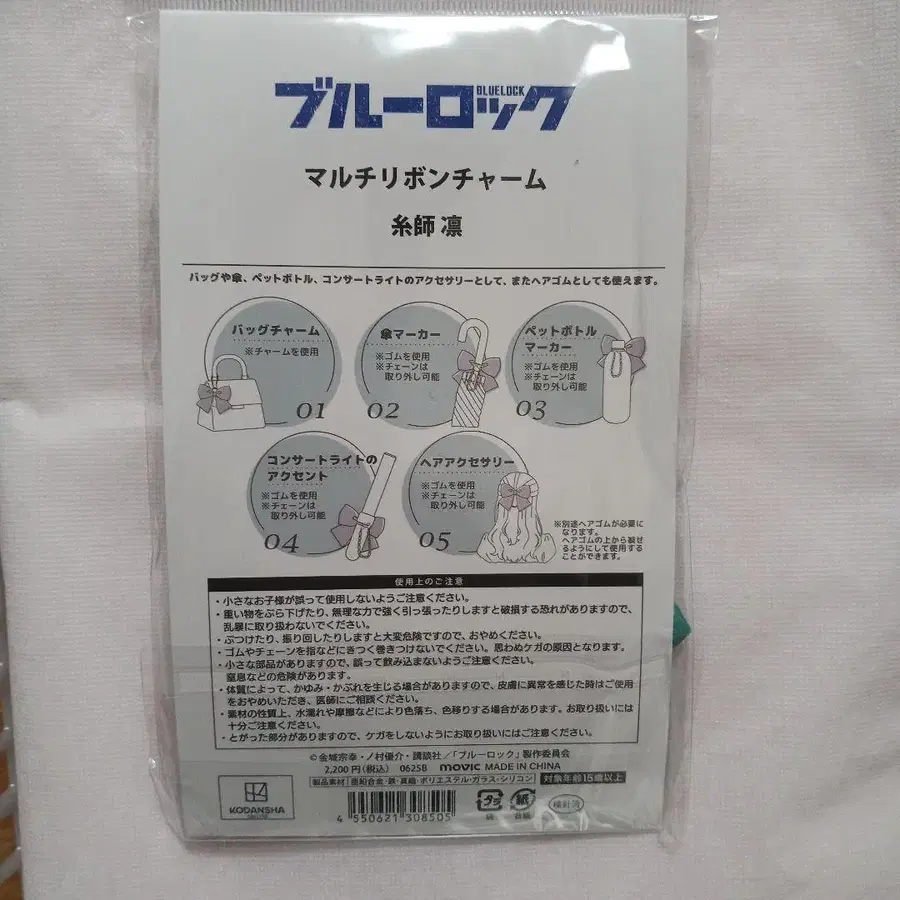 ブルーロック
BLUELOCK
マルチリボンチャーム
糸師 凛
バッグや傘、ペットボトル、コンサートライトのアクセサリーとして、またヘアゴムとしても使えます。
バッグチャーム
※チャームを使用
01
傘マーカー
※ゴムを使用
※チェーンは
取り外し可能
02
ペットボトル
マーカー
※ゴムを使用
※チェーンは
取り外し可能
03
コンサートライトの
アクセント
※ゴムを使用
※チェーンは
取り外し可能
04
ヘアアクセサリー
※ゴムを使用
※チェーンは
取り外し可能
05
※別途ヘアゴムが必要に
なります。
ヘアゴムの上から被せ
るようにして使用する
ことができます。
使用上のご注意
・小さなお子様が誤って使用しないようご注意ください。
・重い物をぶら下げたり、無理な力で強く引っ張ったりしますと破損する恐れがありますので、
乱暴に取り扱わないでください。
・ぶつけたり、振り回したりしますと大変危険ですので、おやめください。
・ゴムやチェーンを指などにきつく巻きつけないでください。思わぬケガの原因となります。
・小さな部品がありますので、誤って飲み込まないようご注意ください。
窒息などの危険があります。
・体質によって、かゆみ・かぶれを生じる場合がありますので、皮膚に異常を感じた時はご使用
をおやめいただき、医師にご相談ください。
・素材の性質上、水濡れや摩擦などにより色落ち、色移りする場合があります。お取り扱いには
十分ご注意ください。
・とがった部分がありますので、ケガをしないようにお取り扱いにはご注意ください。
©金城宗幸・ノ村優介・講談社／「ブルーロック」製作委員会
2,200円(税込) 0625B movic MADE IN CHINA
製品素材 亜鉛合金・鉄・真鍮・ポリエステル・ガラス・シリコン 対象年齢15歳以上
KODANSHA
プラ
袋
紙
台紙
検針済
4 550621 308505